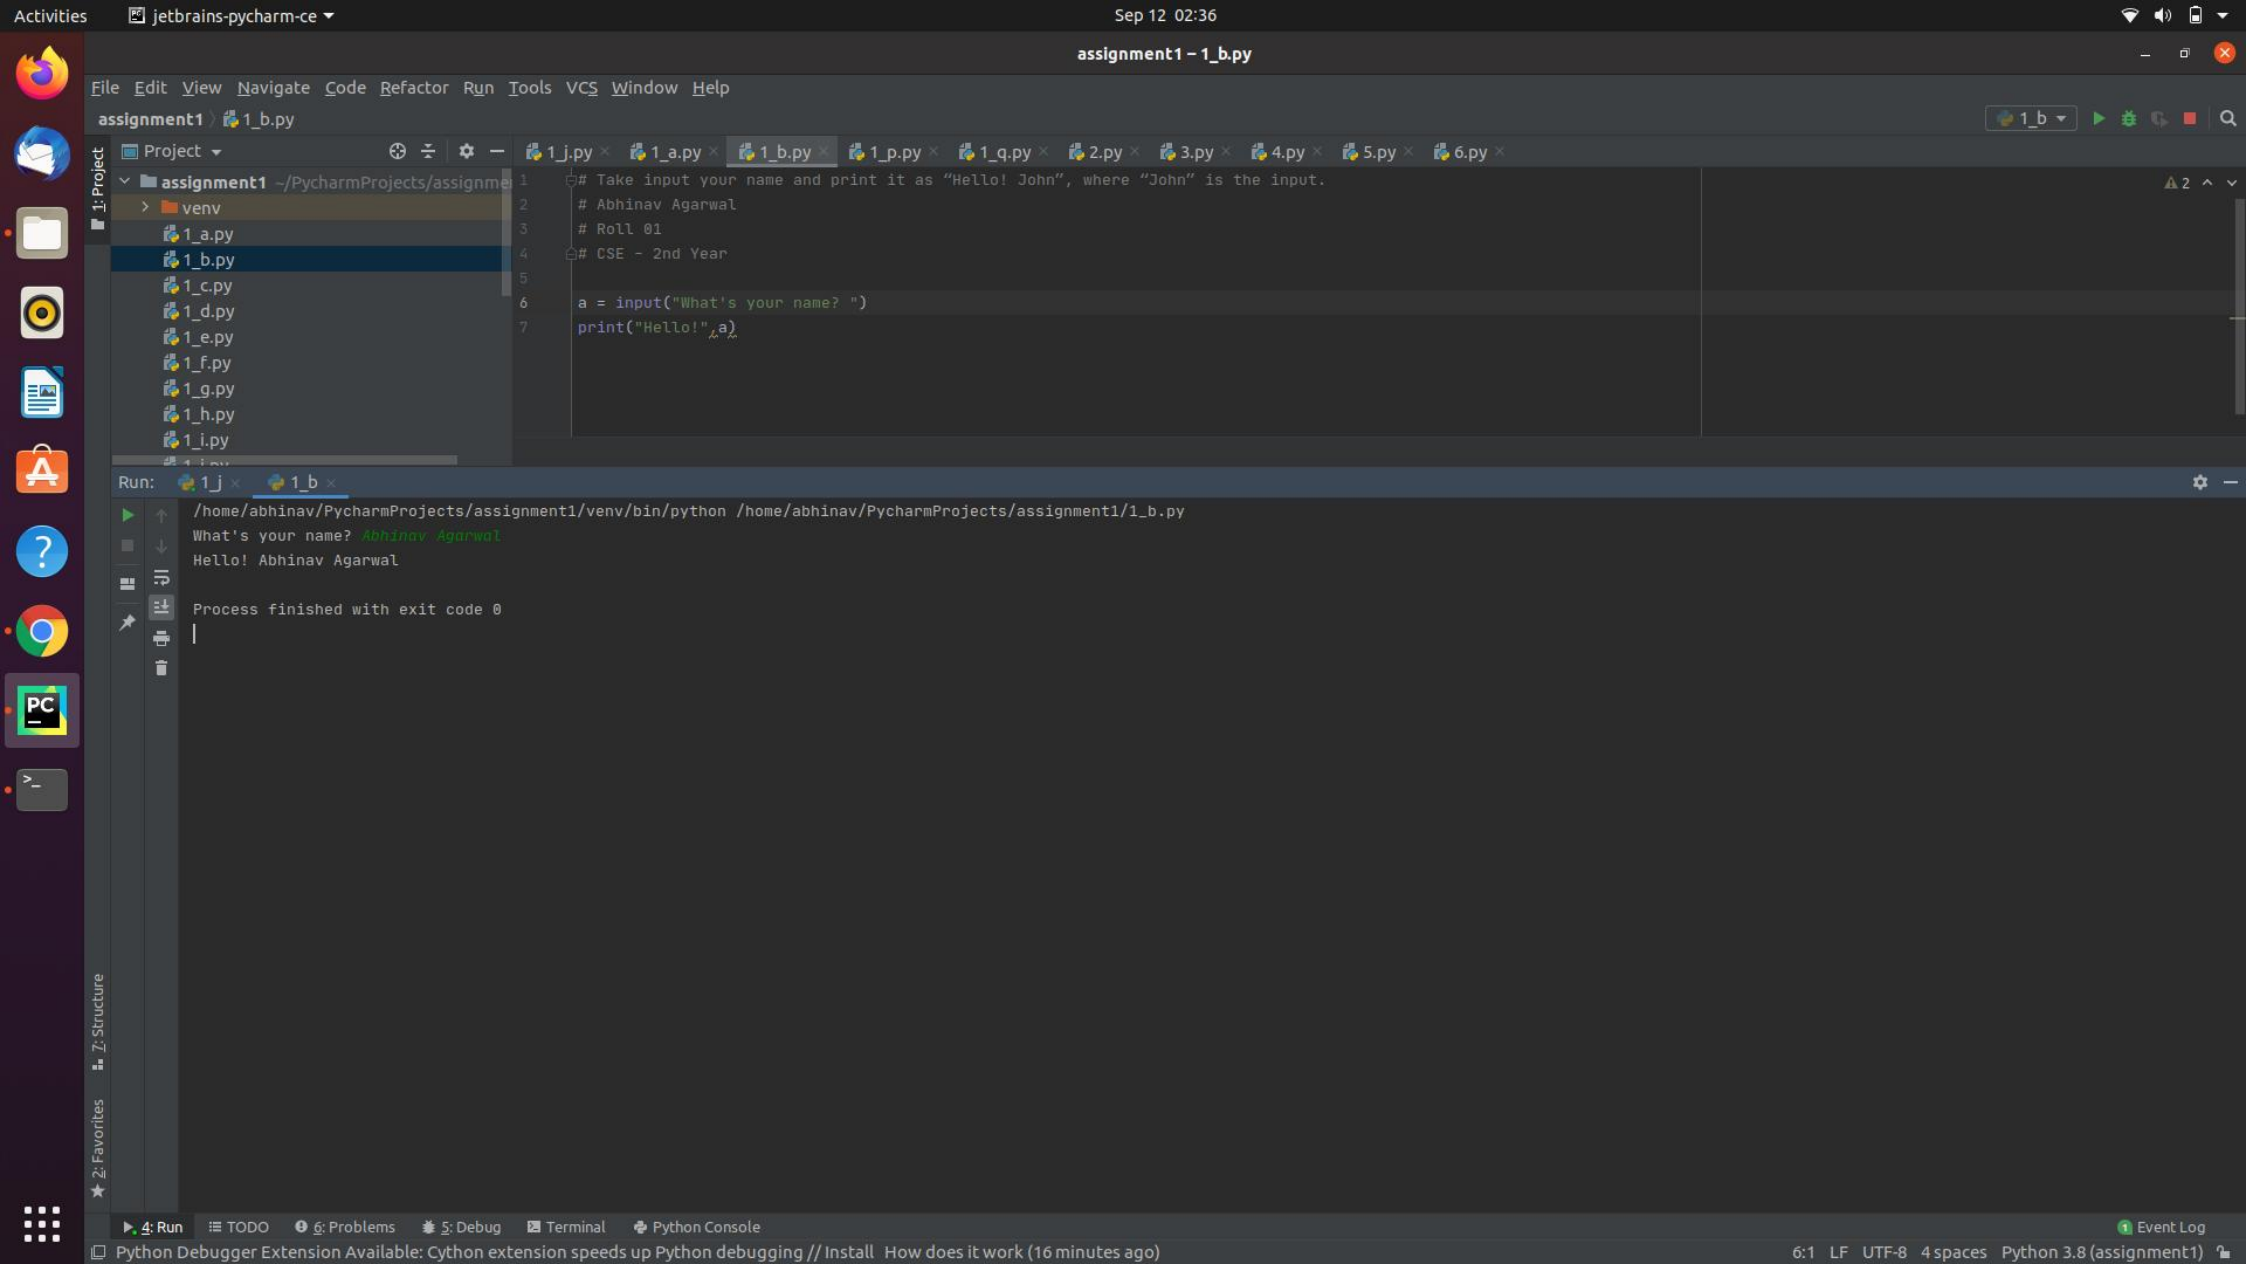 Activities jetbrains-pycharm-ce Sep 12 02:36
assignment1 – 1_b.py
File Edit View Navigate Code Refactor Run Tools VCS Window Help
assignment1 1_b.py 1_b
1: Project
Project 1_j.py 1_a.py 1_b.py 1_p.py 1_q.py 2.py 3.py 4.py 5.py 6.py
assignment1 ~/PycharmProjects/assignme
venv
1_a.py
1_b.py
1_c.py
1_d.py
1_e.py
1_f.py
1_g.py
1_h.py
1_i.py
1_j.py
1 # Take input your name and print it as “Hello! John”, where “John” is the input. 2
2 # Abhinav Agarwal
3 # Roll 01
4 # CSE - 2nd Year
5
6 a = input("What's your name? ")
7 print("Hello!",a)
Run: 1_j 1_b
/home/abhinav/PycharmProjects/assignment1/venv/bin/python /home/abhinav/PycharmProjects/assignment1/1_b.py
What's your name? Abhinav Agarwal
Hello! Abhinav Agarwal
Process finished with exit code 0
PC
7: Structure
2: Favorites
4: Run TODO 6: Problems 5: Debug Terminal Python Console 1 Event Log
Python Debugger Extension Available: Cython extension speeds up Python debugging // Install How does it work (16 minutes ago) 6:1 LF UTF-8 4 spaces Python 3.8 (assignment1)